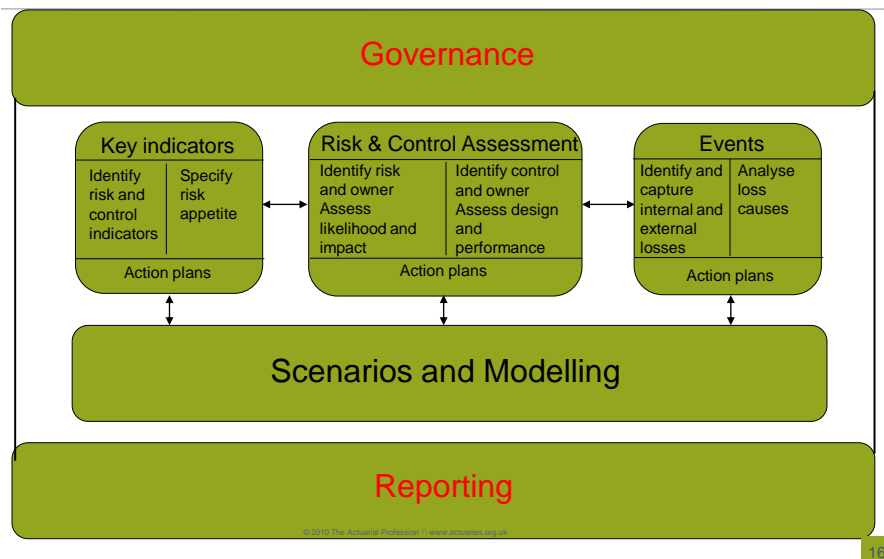 Governance
Key indicators
Identify
risk and
control
indicators
Specify
risk
appetite
Action plans
Risk & Control Assessment
Identify risk
and owner
Assess
likelihood and
impact
Identify control
and owner
Assess design
and
performance
Action plans
Events
Identify and
capture
internal and
external
losses
Analyse
loss
causes
Action plans
Scenarios and Modelling
Reporting
© 2010 The Actuarial Profession □ www.actuaries.org.uk
16